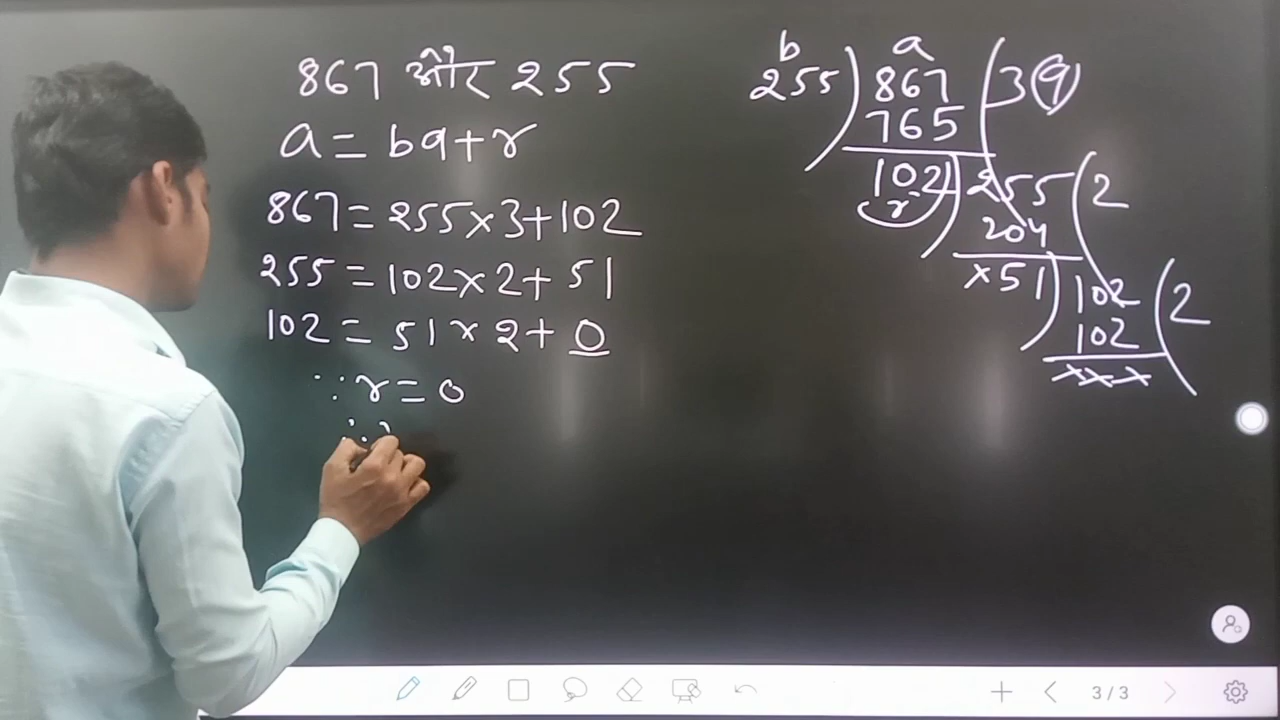 867 और 255
a = bq + r
867 = 255 × 3 + 102
255 = 102 × 2 + 51
102 = 51 × 2 + 0
∵ r = 0
∴
b a
255 ) 867 ( 3 (q)
765
102 ) 255 ( 2
r
204
× 51 ) 102 ( 2
102
×××
3/3